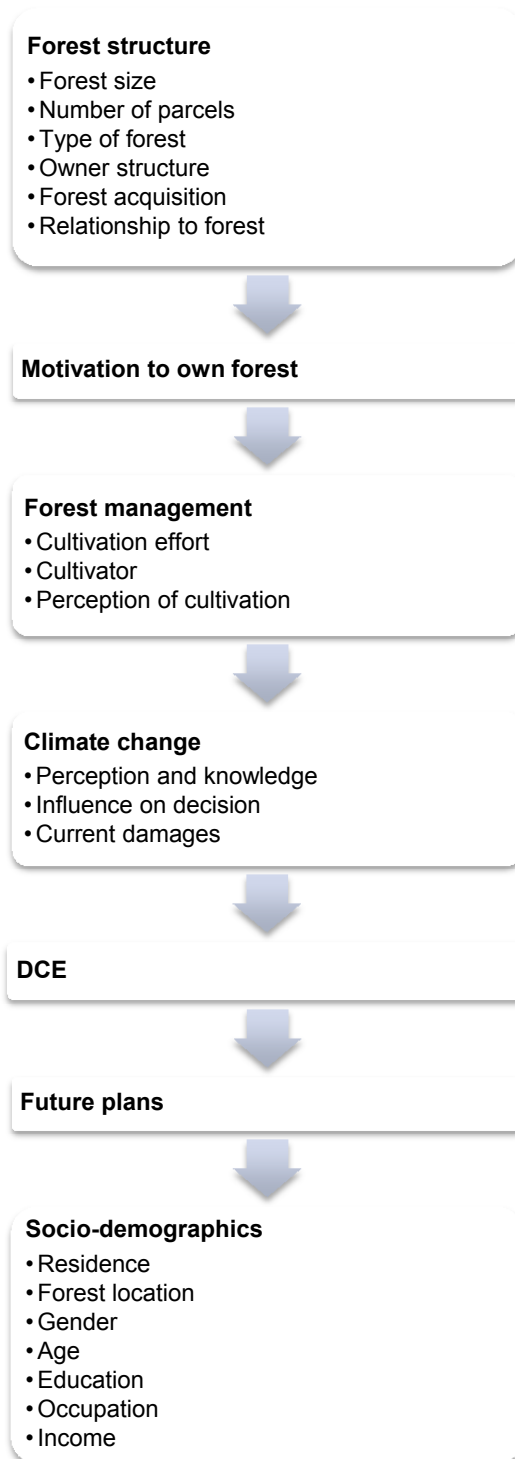 Forest structure
•Forest size
•Number of parcels
•Type of forest
•Owner structure
•Forest acquisition
•Relationship to forest
Motivation to own forest
Forest management
•Cultivation effort
•Cultivator
•Perception of cultivation
Climate change
•Perception and knowledge
•Influence on decision
•Current damages
DCE
Future plans
Socio-demographics
•Residence
•Forest location
•Gender
•Age
•Education
•Occupation
•Income